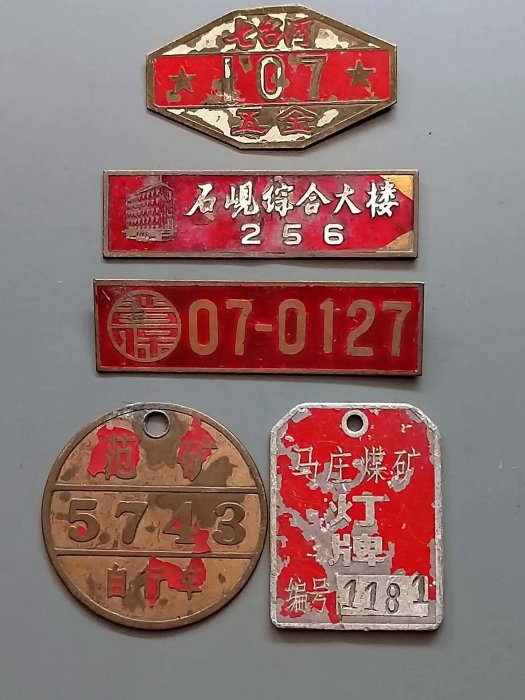 七台河
107
五金
石岘综合大楼
256
07-0127
范矿
5743
自行车
马庄煤矿
灯牌
编号 1181